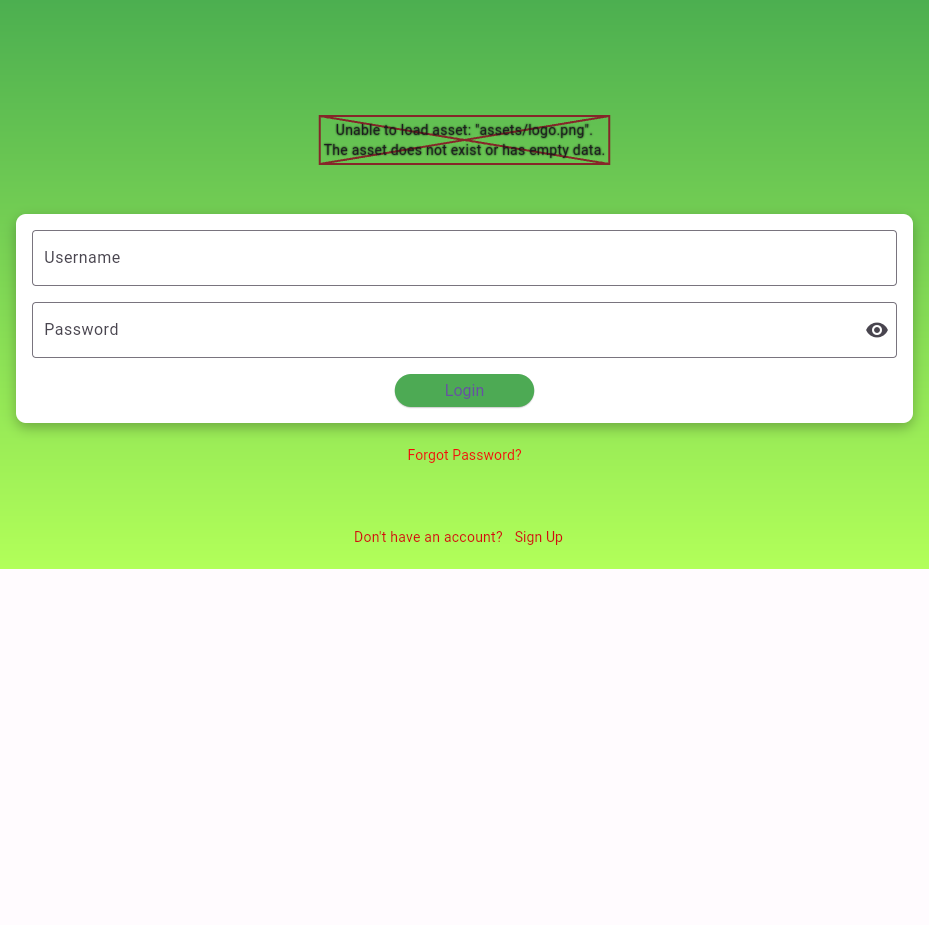 Unable to load asset: "assets/logo.png".
The asset does not exist or has empty data.
Username
Password
Login
Forgot Password?
Don't have an account? Sign Up